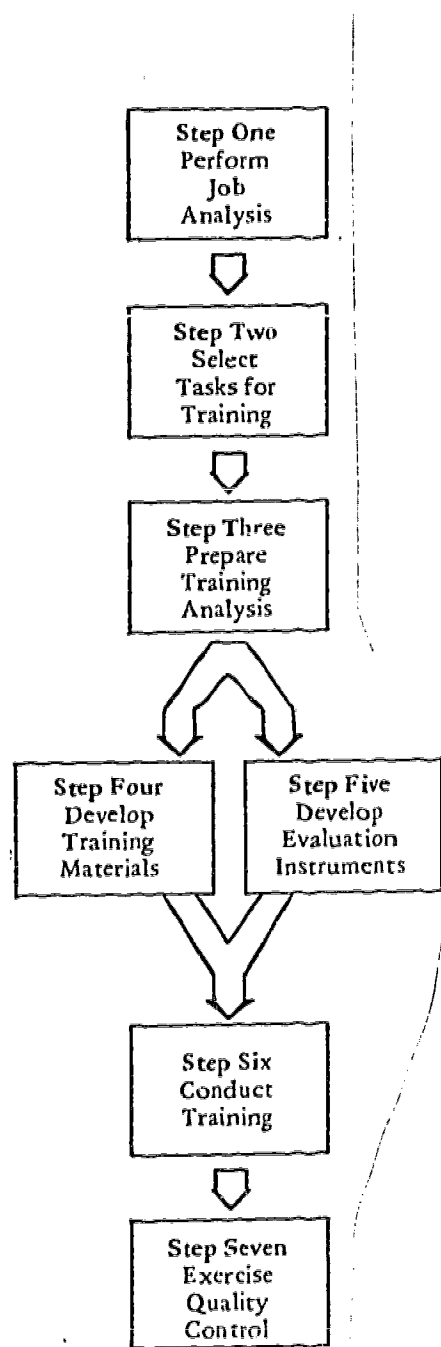 Step One
Perform
Job
Analysis
Step Two
Select
Tasks for
Training
Step Three
Prepare
Training
Analysis
Step Four
Develop
Training
Materials
Step Five
Develop
Evaluation
Instruments
Step Six
Conduct
Training
Step Seven
Exercise
Quality
Control